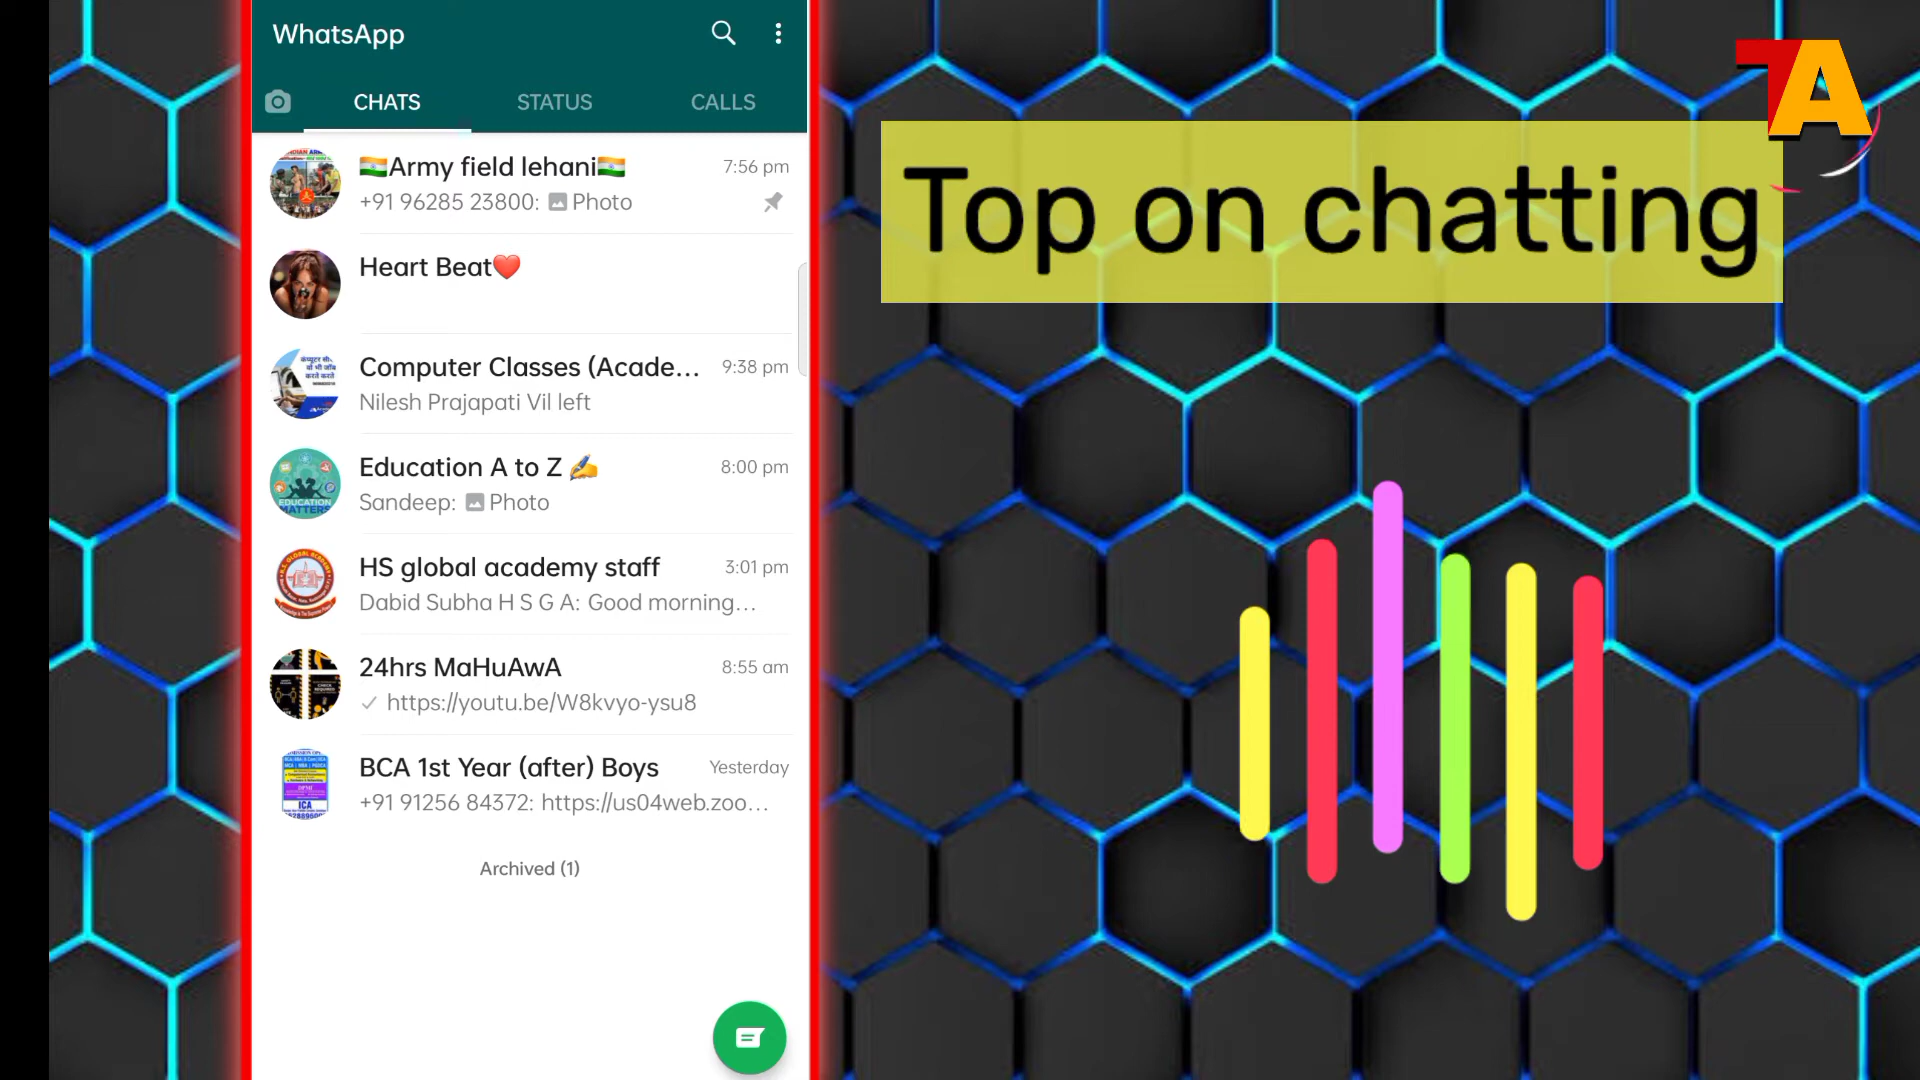 WhatsApp
CHATS STATUS CALLS
🇮🇳Army field lehani🇮🇳 7:56 pm
+91 96285 23800: Photo
Heart Beat❤️
Computer Classes (Acade... 9:38 pm
Nilesh Prajapati Vil left
Education A to Z ✍️ 8:00 pm
Sandeep: Photo
EDUCATION
MATTERS
HS global academy staff 3:01 pm
Dabid Subha H S G A: Good morning...
24hrs MaHuAwA 8:55 am
https://youtu.be/W8kvyo-ysu8
BCA 1st Year (after) Boys Yesterday
+91 91256 84372: https://us04web.zoo...
ICA
Archived (1)
TA
Top on chatting